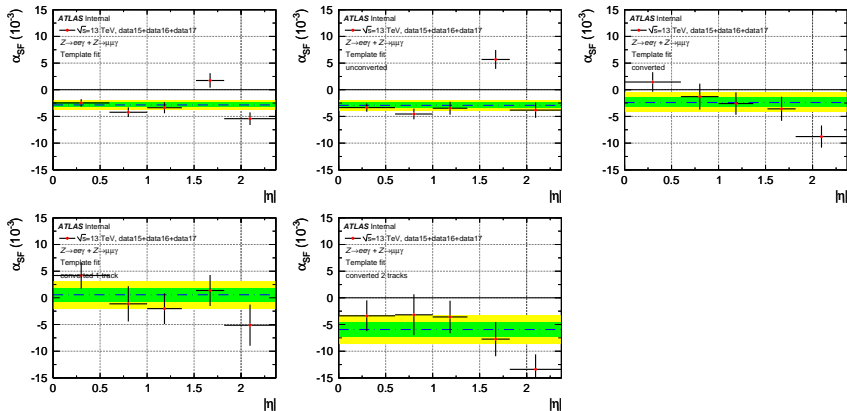 α_SF (10⁻³)
15
10
5
0
-5
-10
-15
ATLAS Internal
√s=13 TeV, data15+data16+data17
Z→eeγ + Z→μμγ
Template fit
0 0.5 1 1.5 2
|η|
α_SF (10⁻³)
15
10
5
0
-5
-10
-15
ATLAS Internal
√s=13 TeV, data15+data16+data17
Z→eeγ + Z→μμγ
Template fit
unconverted
0 0.5 1 1.5 2
|η|
α_SF (10⁻³)
15
10
5
0
-5
-10
-15
ATLAS Internal
√s=13 TeV, data15+data16+data17
Z→eeγ + Z→μμγ
Template fit
converted
0 0.5 1 1.5 2
|η|
α_SF (10⁻³)
15
10
5
0
-5
-10
-15
ATLAS Internal
√s=13 TeV, data15+data16+data17
Z→eeγ + Z→μμγ
Template fit
converted 1 track
0 0.5 1 1.5 2
|η|
α_SF (10⁻³)
15
10
5
0
-5
-10
-15
ATLAS Internal
√s=13 TeV, data15+data16+data17
Z→eeγ + Z→μμγ
Template fit
converted 2 tracks
0 0.5 1 1.5 2
|η|